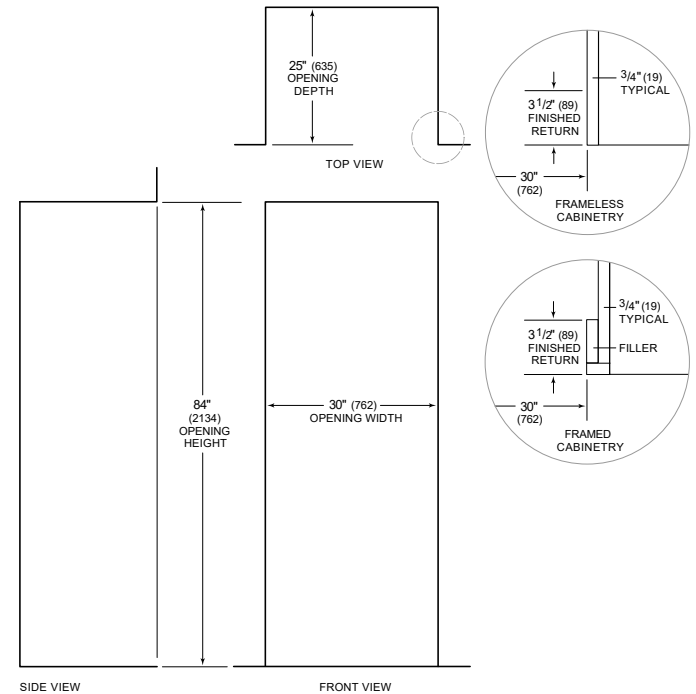 25" (635)
OPENING
DEPTH
TOP VIEW
3/4" (19)
TYPICAL
3 1/2" (89)
FINISHED
RETURN
30"
(762)
FRAMELESS
CABINETRY
3/4" (19)
TYPICAL
3 1/2" (89)
FINISHED
RETURN
FILLER
30"
(762)
FRAMED
CABINETRY
84"
(2134)
OPENING
HEIGHT
30" (762)
OPENING WIDTH
SIDE VIEW
FRONT VIEW